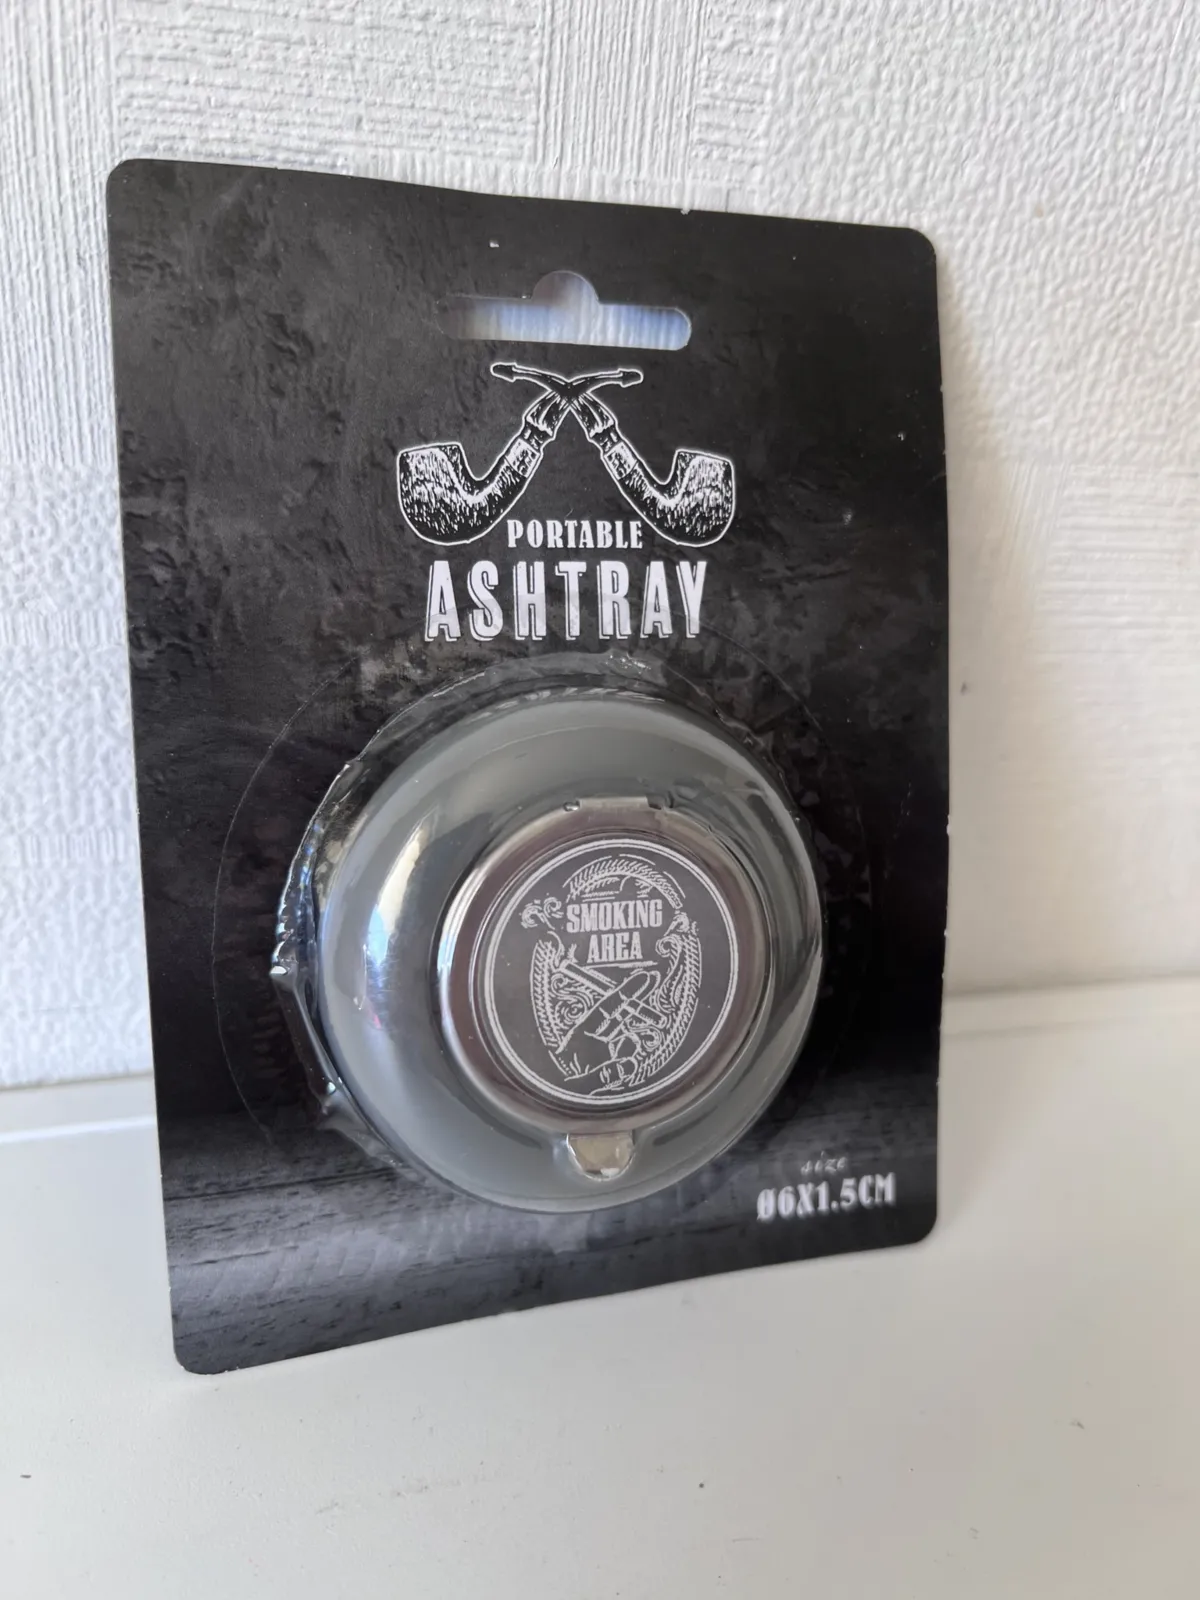 PORTABLE
ASHTRAY
SMOKING
AREA
size
Ø6X1.5CM